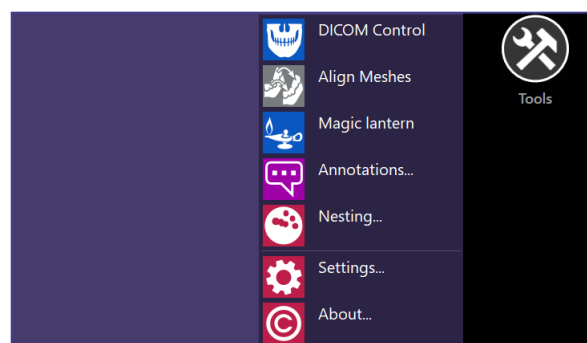 DICOM Control
Align Meshes
Tools
Magic lantern
Annotations...
Nesting...
Settings...
About...